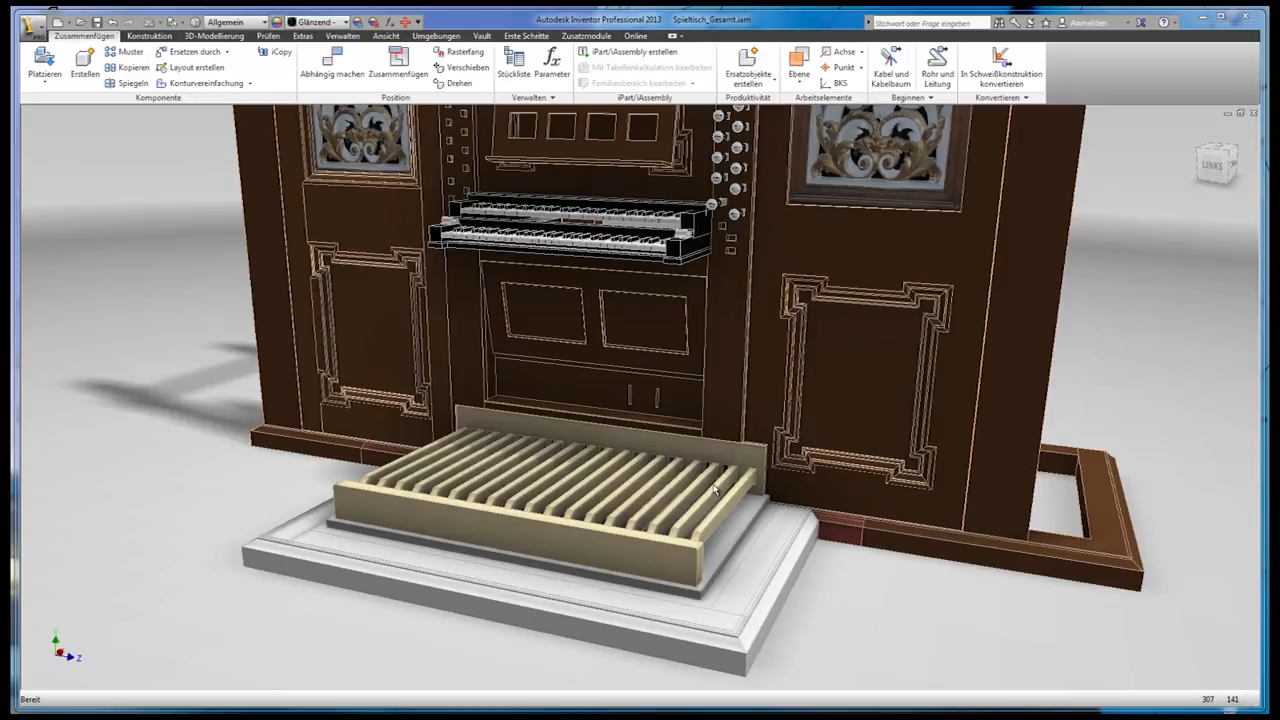 Allgemein Glänzend Autodesk Inventor Professional 2013 Spieltisch_Gesamt.iam Stichwort oder Frage eingeben Anmelden
PRO
Zusammenfügen Konstruktion 3D-Modellierung Prüfen Extras Verwalten Ansicht Umgebungen Vault Erste Schritte Zusatzmodule Online
Platzieren
Erstellen
Muster
Kopieren
Spiegeln
Ersetzen durch
Layout erstellen
Konturvereinfachung
iCopy
Komponente
Abhängig machen
Zusammenfügen
Rasterfang
Verschieben
Drehen
Position
Stückliste
fx
Parameter
Verwalten
iPart/iAssembly erstellen
Mit Tabellenkalkulation bearbeiten
Familienbereich bearbeiten
iPart/iAssembly
Ersatzobjekte
erstellen
Produktivität
Ebene
Achse
Punkt
BKS
Arbeitselemente
Kabel und
Kabelbaum
Rohr und
Leitung
Beginnen
In Schweißkonstruktion
konvertieren
Konvertieren
LINKS
Y
Z
Bereit 307 141